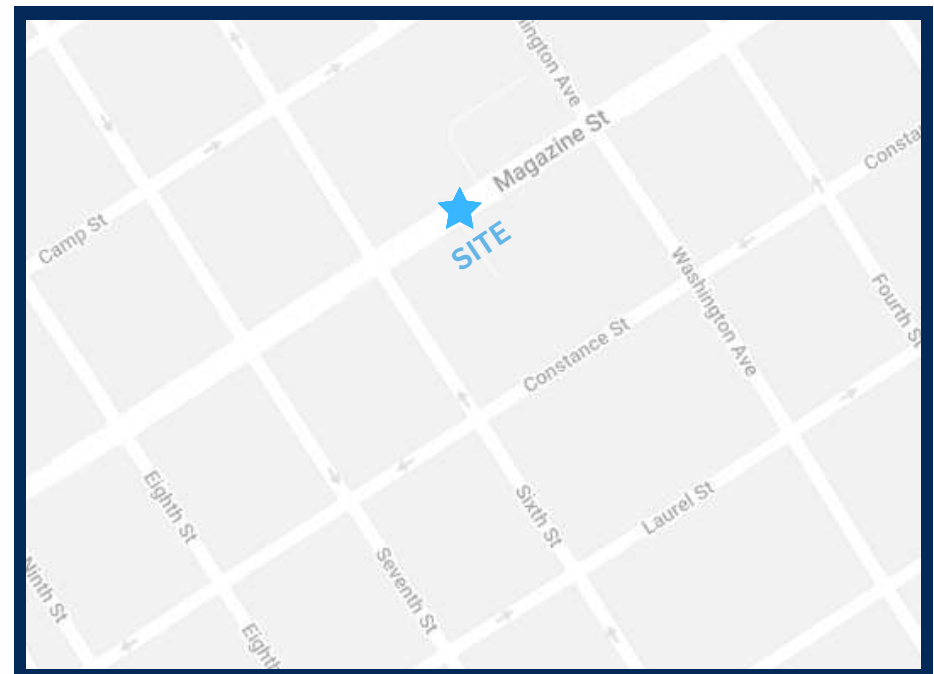 ington Ave
Magazine St
Constan
Camp St
SITE
Washington Ave
Fourth St
Constance St
Eighth St
Sixth St
Laurel St
Seventh St
Ninth St
Eighth